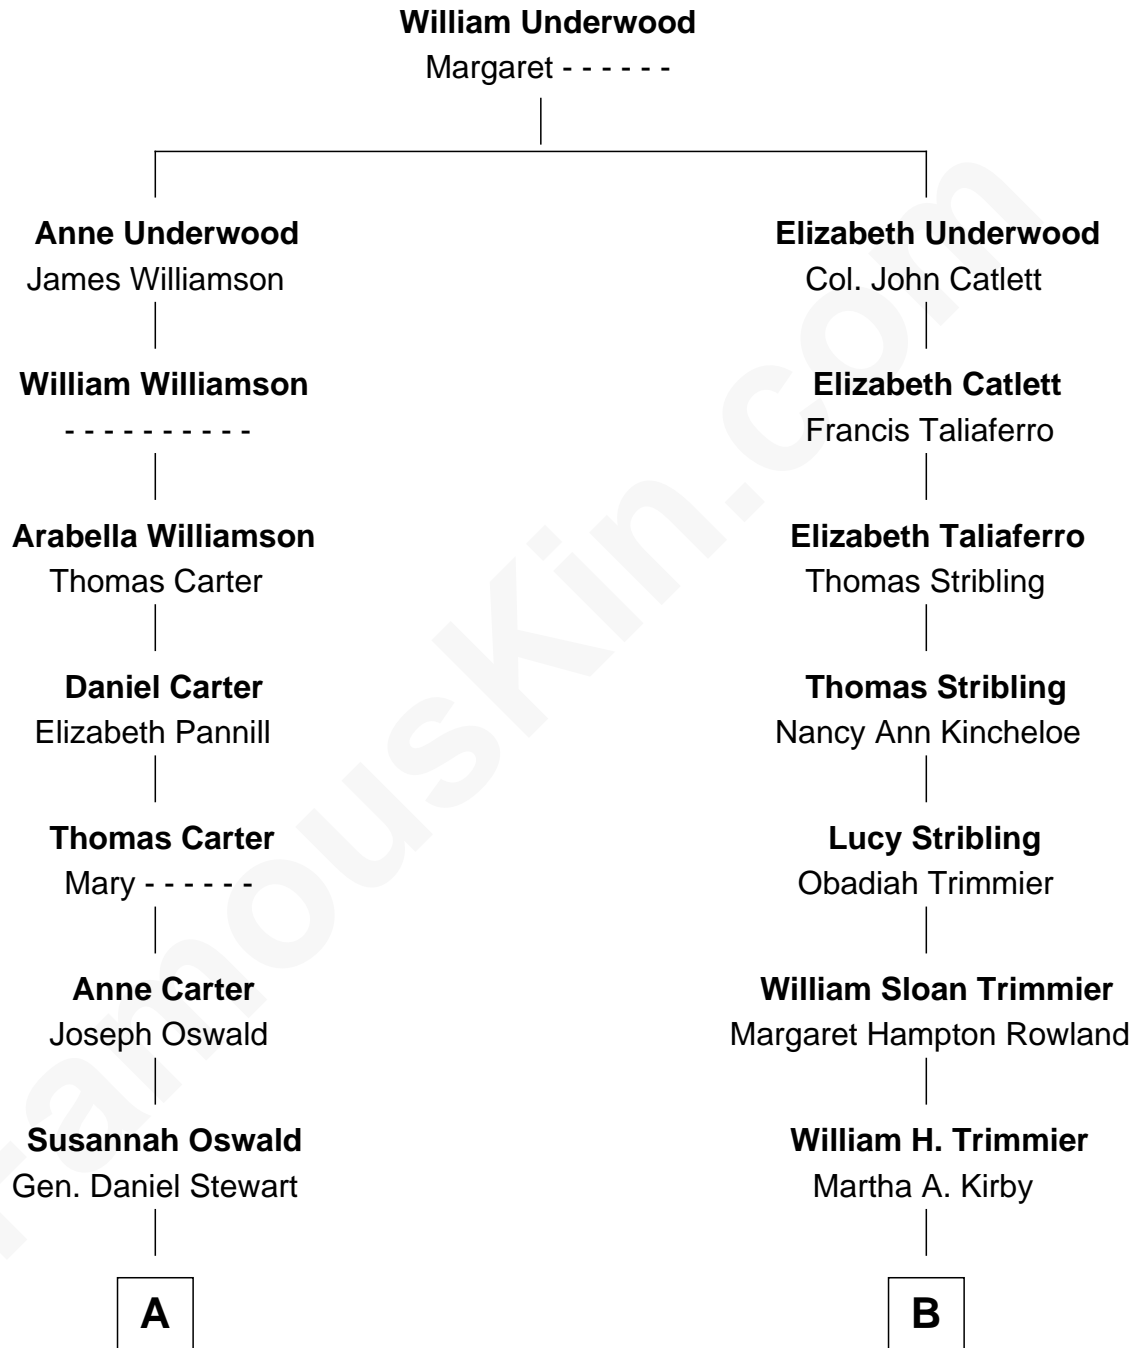 William Underwood
Margaret - - - - - -
Anne Underwood
James Williamson
William Williamson
- - - - - - - - - -
Arabella Williamson
Thomas Carter
Daniel Carter
Elizabeth Pannill
Thomas Carter
Mary - - - - - -
Anne Carter
Joseph Oswald
Susannah Oswald
Gen. Daniel Stewart
A
Elizabeth Underwood
Col. John Catlett
Elizabeth Catlett
Francis Taliaferro
Elizabeth Taliaferro
Thomas Stribling
Thomas Stribling
Nancy Ann Kincheloe
Lucy Stribling
Obadiah Trimmier
William Sloan Trimmier
Margaret Hampton Rowland
William H. Trimmier
Martha A. Kirby
B
FamousKin.com